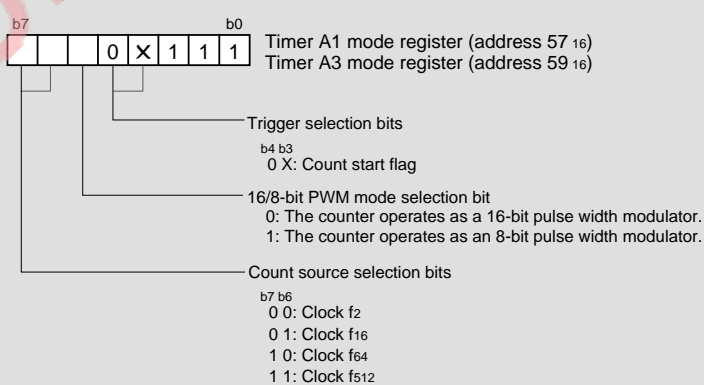 b7 b0
0 X 1 1 1
Timer A1 mode register (address 57 16)
Timer A3 mode register (address 59 16)
Trigger selection bits
b4 b3
0 X: Count start flag
16/8-bit PWM mode selection bit
0: The counter operates as a 16-bit pulse width modulator.
1: The counter operates as an 8-bit pulse width modulator.
Count source selection bits
b7 b6
0 0: Clock f2
0 1: Clock f16
1 0: Clock f64
1 1: Clock f512